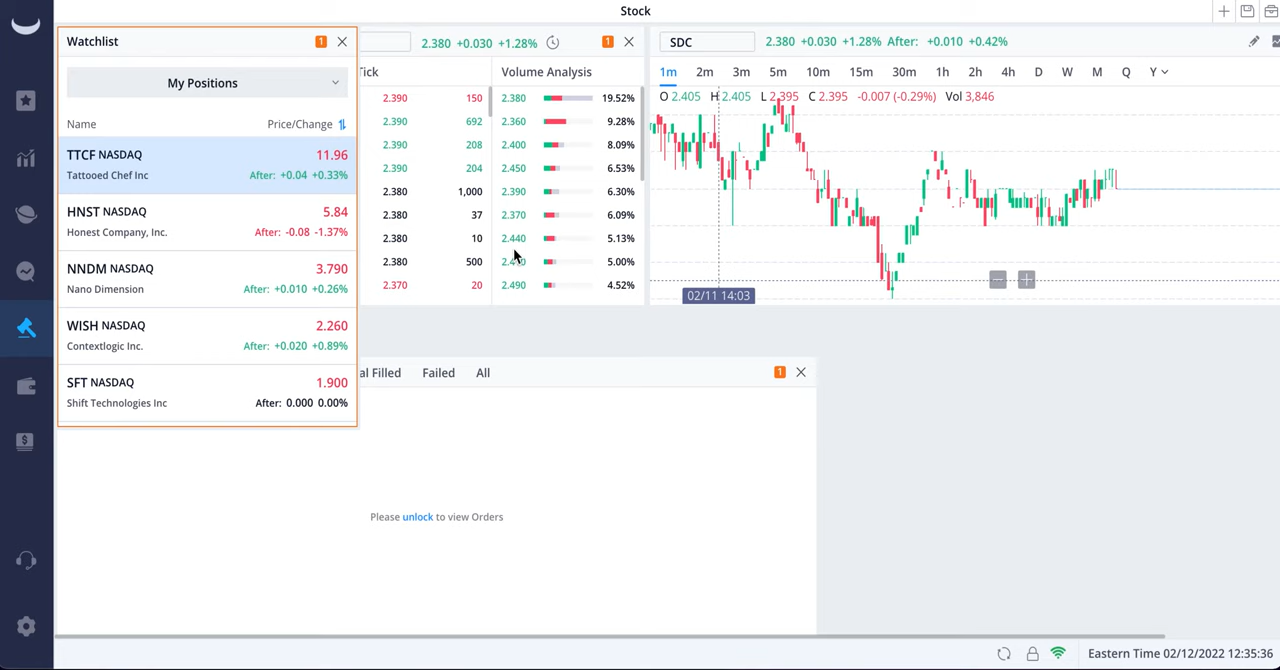 Stock
Watchlist
1
My Positions
Name Price/Change
TTCF NASDAQ 11.96
Tattooed Chef Inc After: +0.04 +0.33%
HNST NASDAQ 5.84
Honest Company, Inc. After: -0.08 -1.37%
NNDM NASDAQ 3.790
Nano Dimension After: +0.010 +0.26%
WISH NASDAQ 2.260
Contextlogic Inc. After: +0.020 +0.89%
SFT NASDAQ 1.900
Shift Technologies Inc After: 0.000 0.00%
2.380 +0.030 +1.28% 1
Tick Volume Analysis
2.390 150 2.380 19.52%
2.390 692 2.360 9.28%
2.390 208 2.400 8.09%
2.390 204 2.450 6.53%
2.380 1,000 2.390 6.30%
2.380 37 2.370 6.09%
2.380 10 2.440 5.13%
2.380 500 5.00%
2.370 20 2.490 4.52%
SDC 2.380 +0.030 +1.28% After: +0.010 +0.42%
1m 2m 3m 5m 10m 15m 30m 1h 2h 4h D W M Q Y
O 2.405 H 2.405 L 2.395 C 2.395 -0.007 (-0.29%) Vol 3,846
02/11 14:03
al Filled Failed All 1
Please unlock to view Orders
Eastern Time 02/12/2022 12:35:36